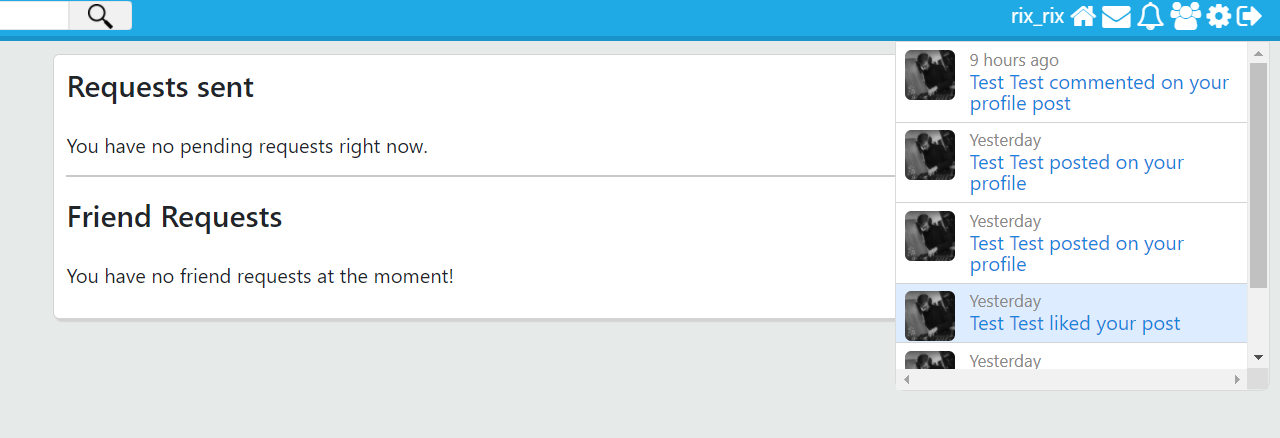 rix_rix
Requests sent
You have no pending requests right now.
Friend Requests
You have no friend requests at the moment!
9 hours ago
Test Test commented on your
profile post
Yesterday
Test Test posted on your
profile
Yesterday
Test Test posted on your
profile
Yesterday
Test Test liked your post
Yesterday